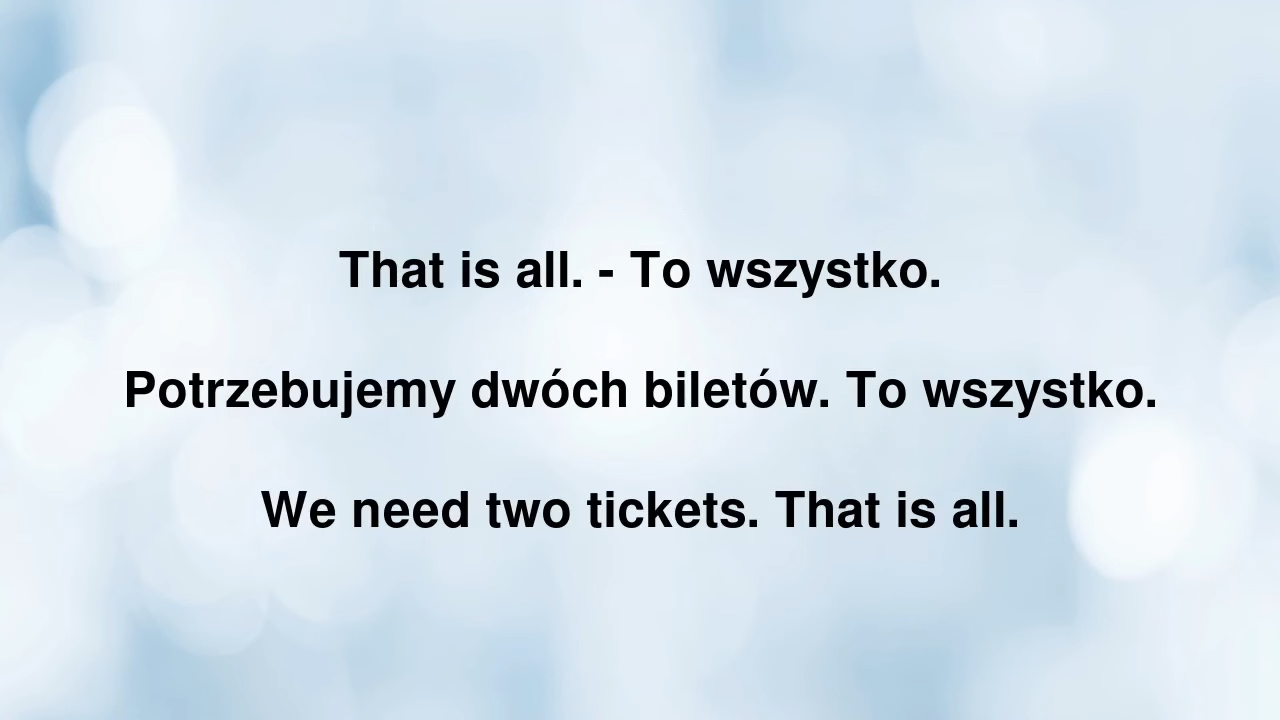 That is all. - To wszystko.
Potrzebujemy dwóch biletów. To wszystko.
We need two tickets. That is all.